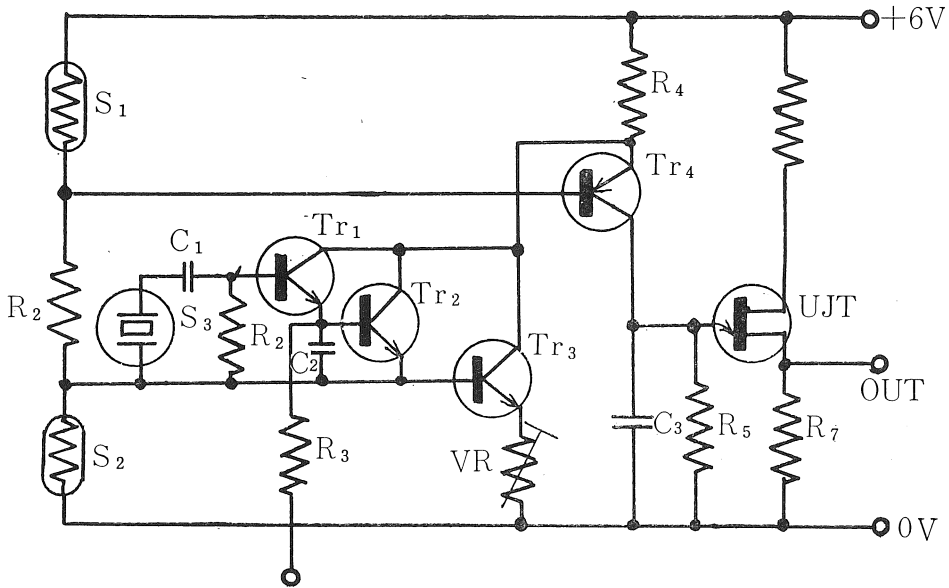 +6V
S1
R4
Tr4
Tr1
C1
Tr2
R2
S3
R2
C2
UJT
Tr3
OUT
S2
R3
VR
C3
R5
R7
0V